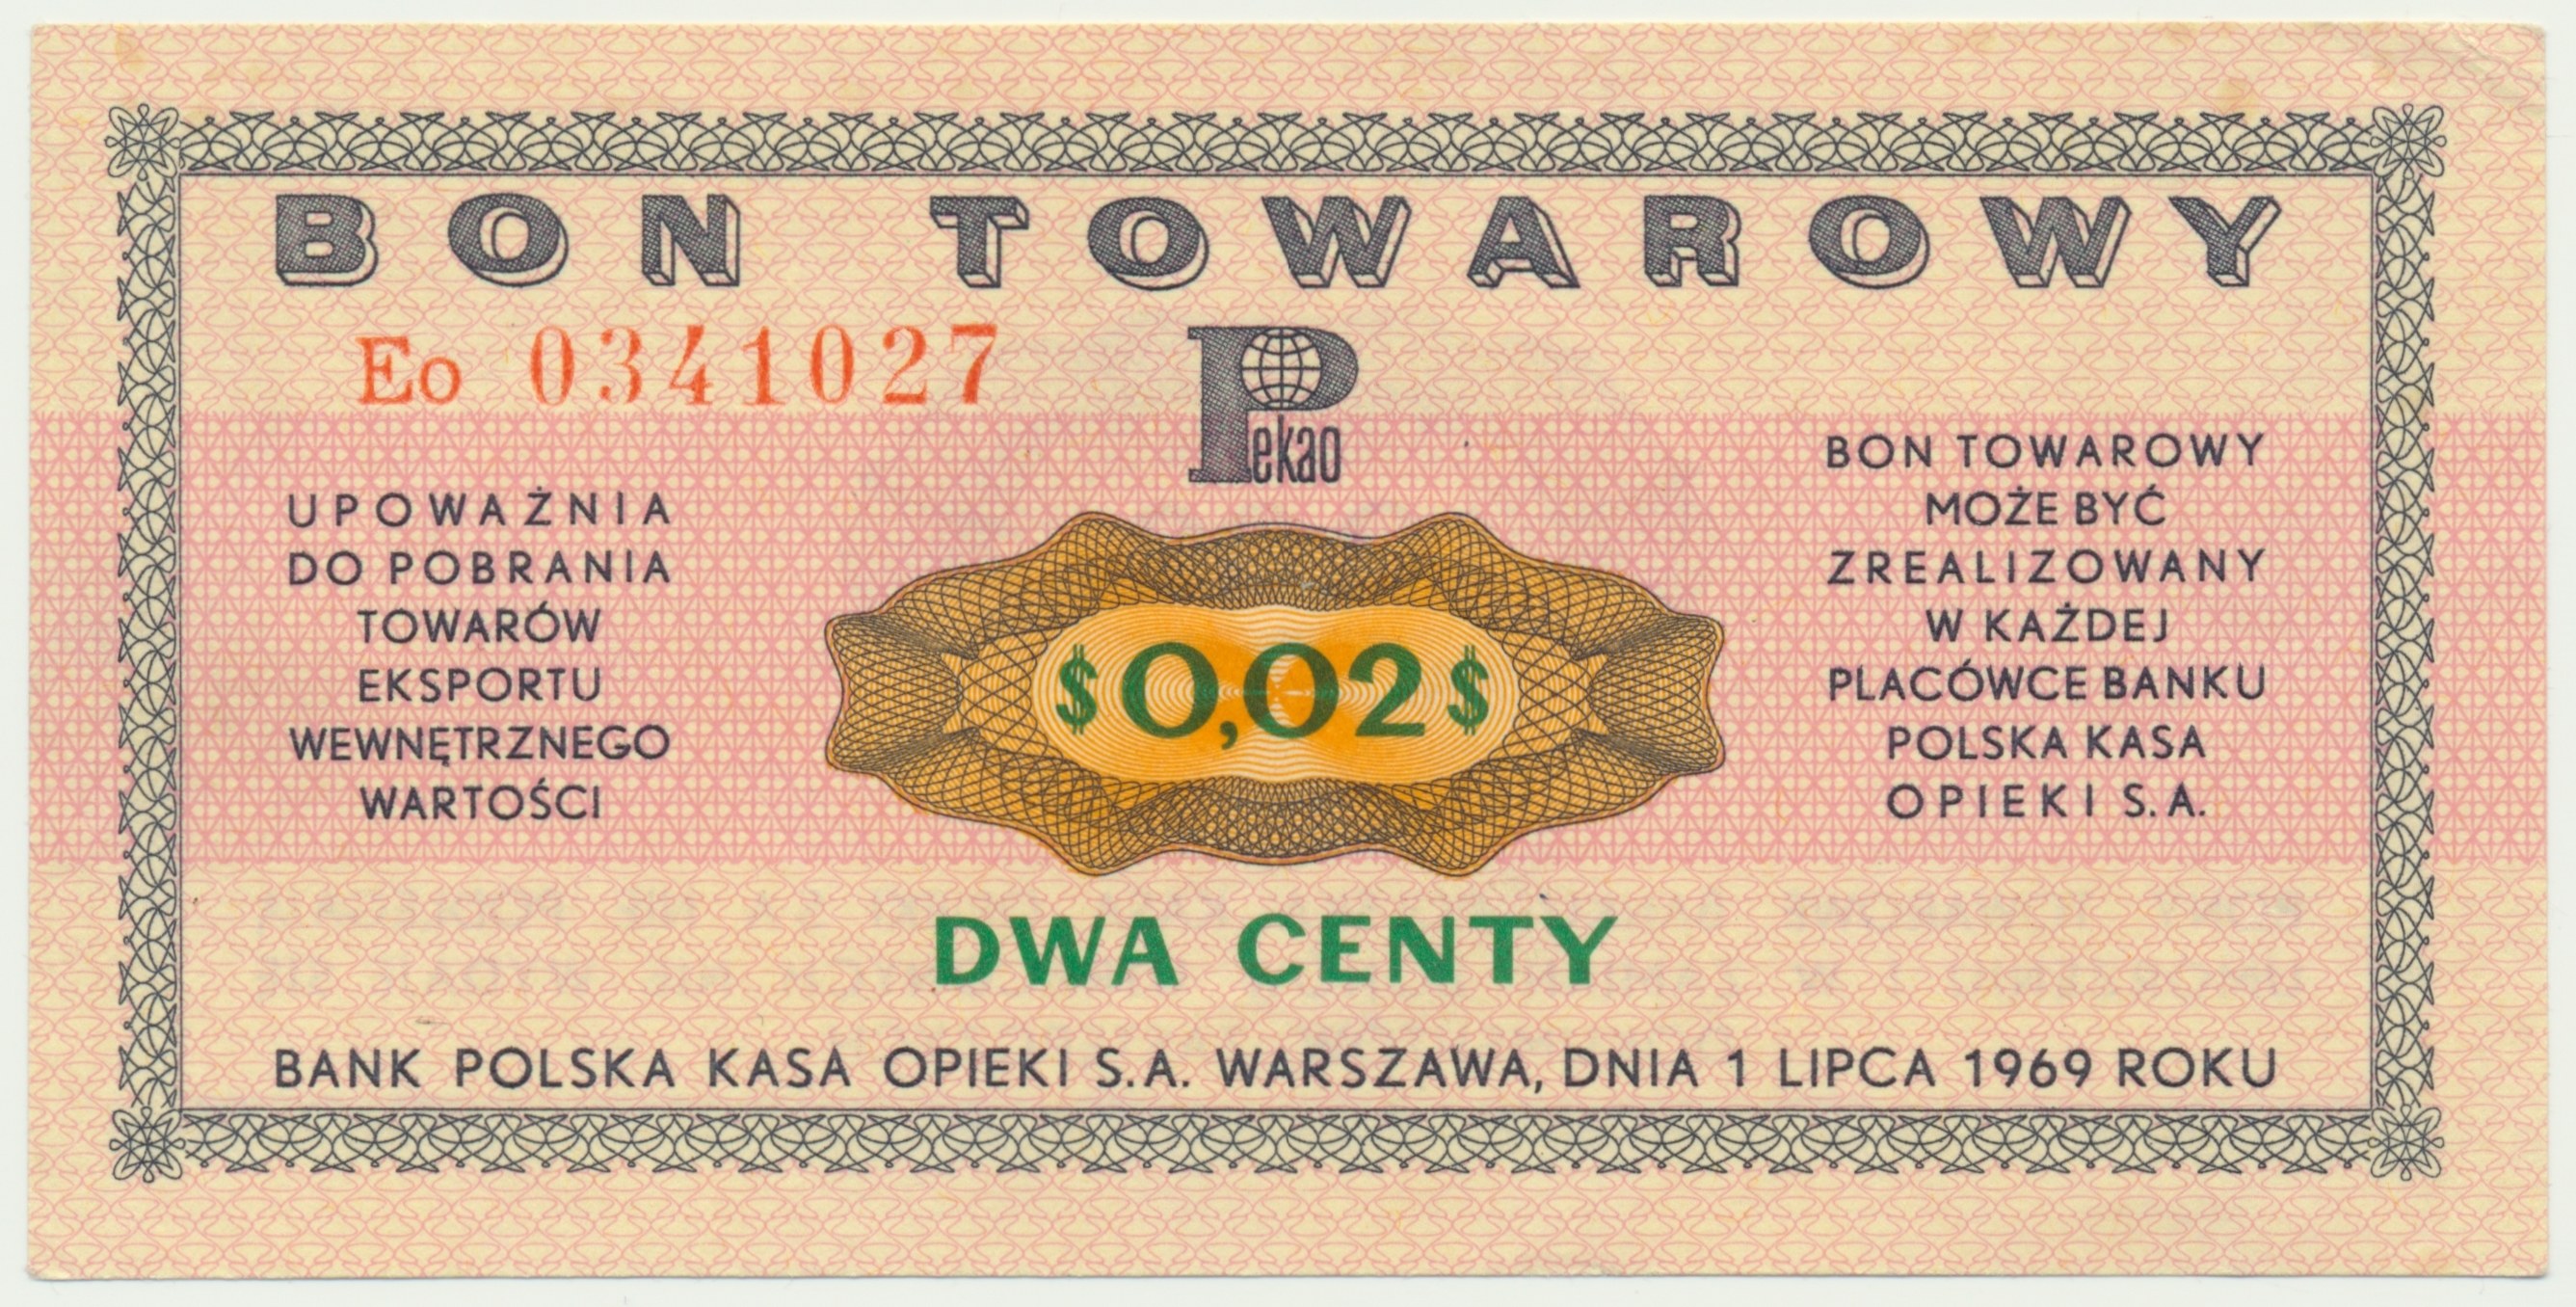 BON TOWAROWY
Eo 0341027
Pekao
UPOWAŻNIA
DO POBRANIA
TOWARÓW
EKSPORTU
WEWNĘTRZNEGO
WARTOŚCI
$0,02$
BON TOWAROWY
MOŻE BYĆ
ZREALIZOWANY
W KAŻDEJ
PLACÓWCE BANKU
POLSKA KASA
OPIEKI S.A.
DWA CENTY
BANK POLSKA KASA OPIEKI S.A. WARSZAWA, DNIA 1 LIPCA 1969 ROKU